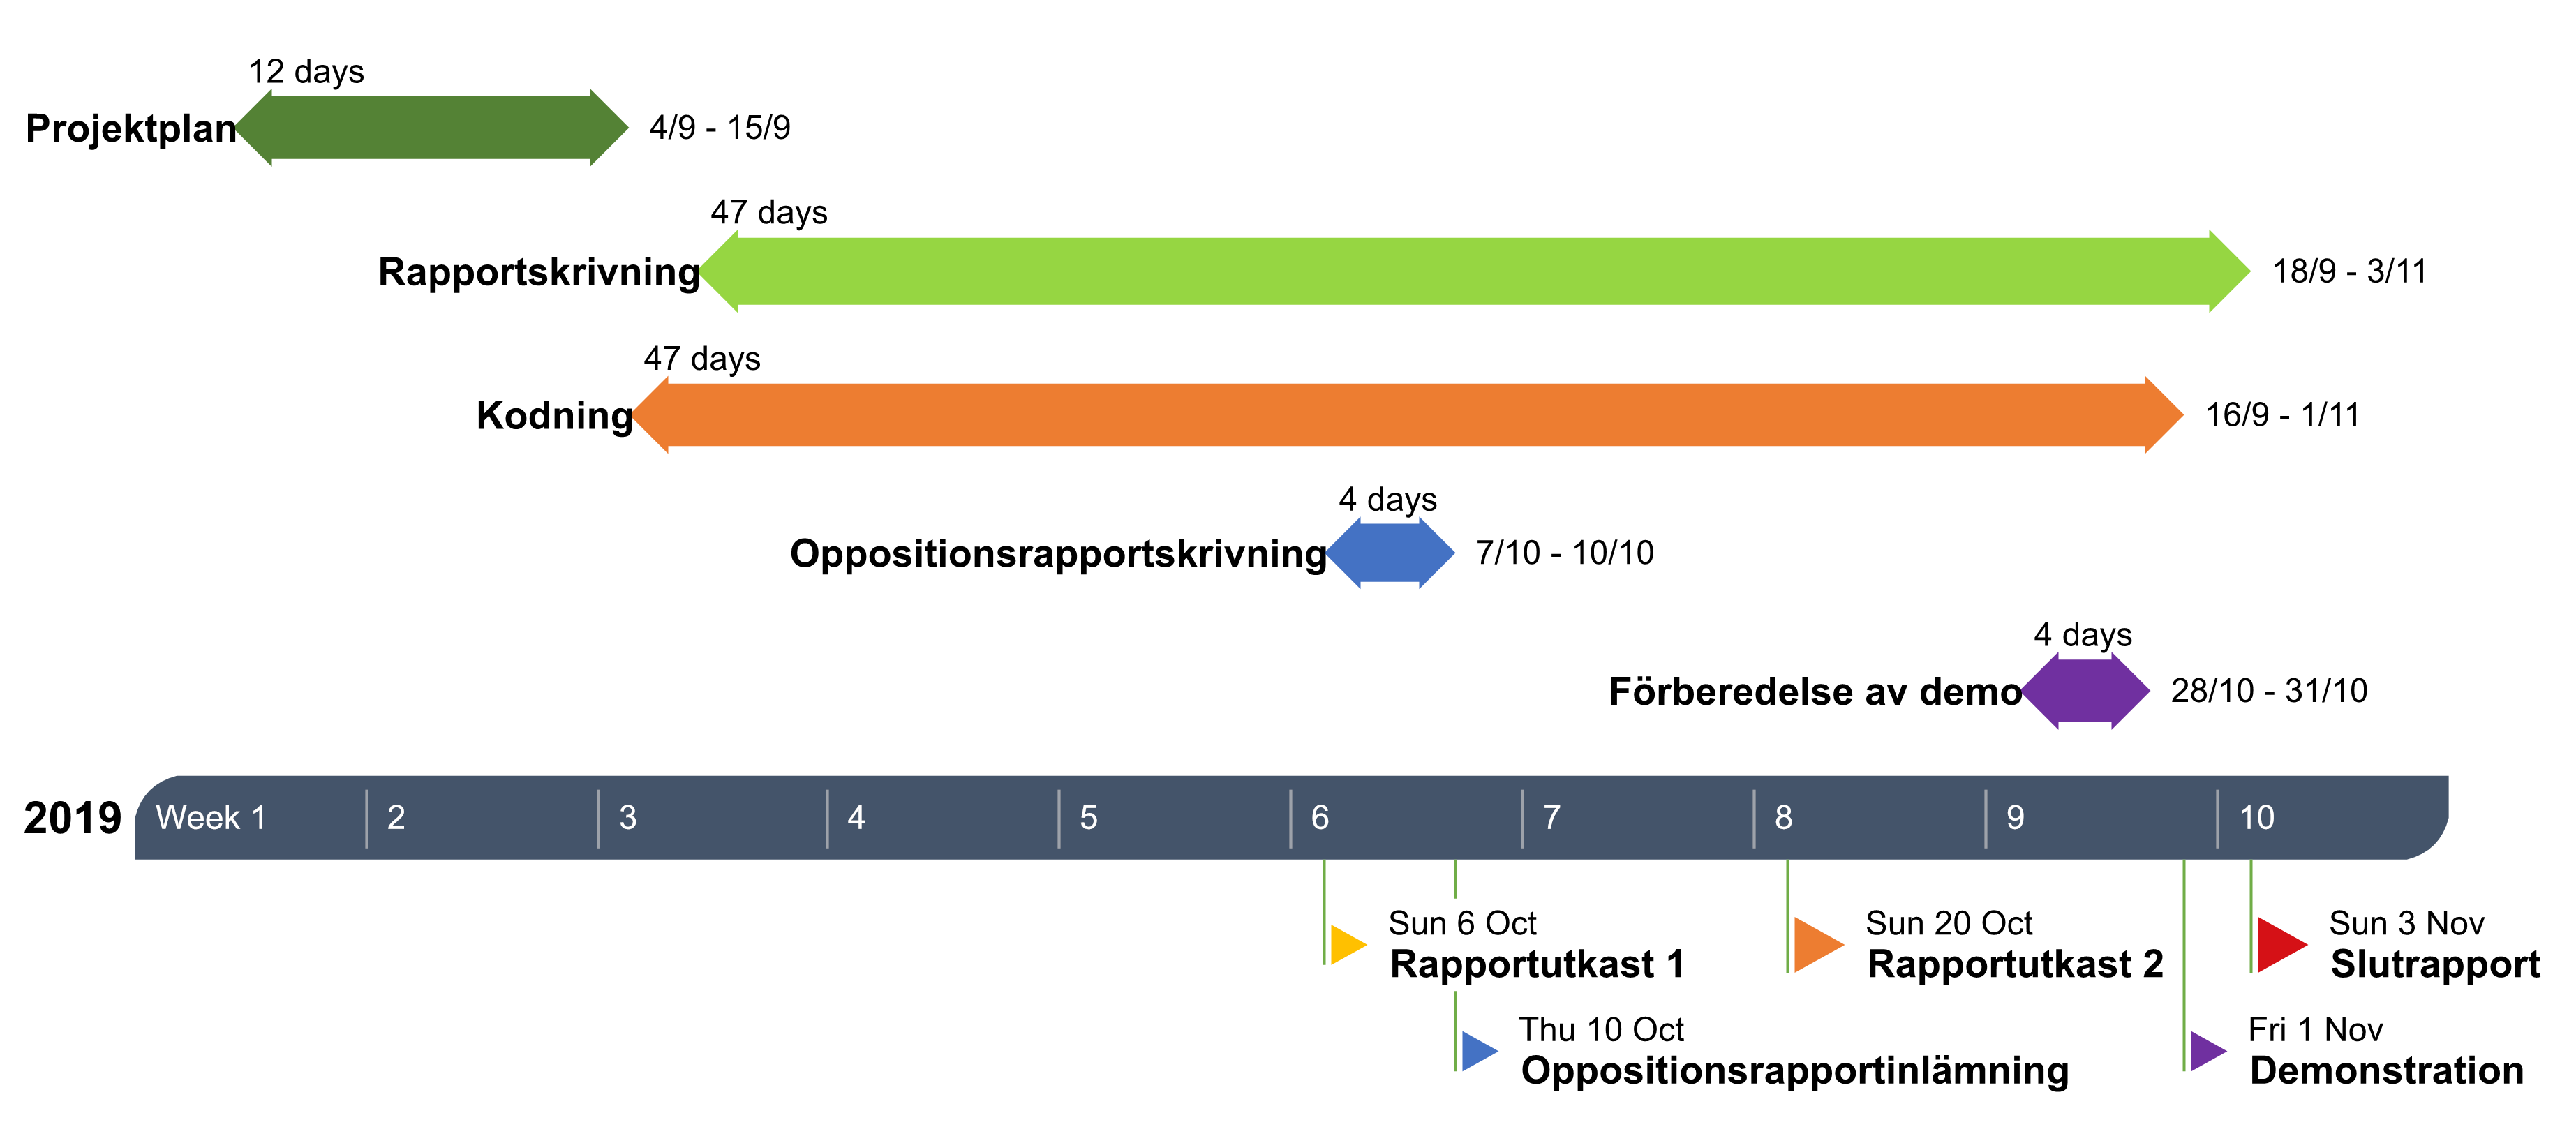 12 days
Projektplan
4/9 - 15/9
47 days
Rapportskrivning
18/9 - 3/11
47 days
Kodning
16/9 - 1/11
4 days
Oppositionsrapportskrivning
7/10 - 10/10
4 days
Förberedelse av demo
28/10 - 31/10
2019
Week 1
2
3
4
5
6
7
8
9
10
Sun 6 Oct
Rapportutkast 1
Sun 20 Oct
Rapportutkast 2
Sun 3 Nov
Slutrapport
Thu 10 Oct
Oppositionsrapportinlämning
Fri 1 Nov
Demonstration